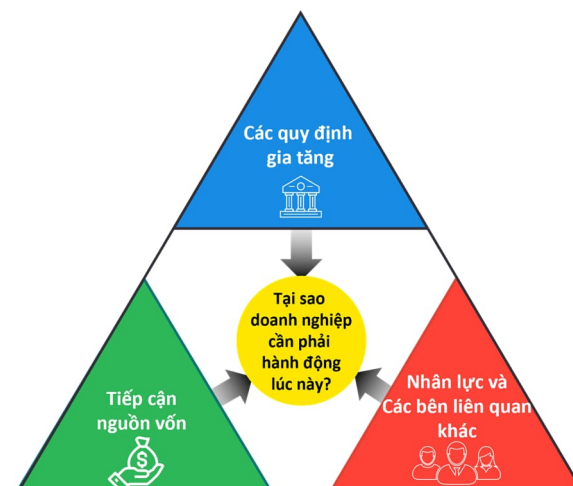 Các quy định
gia tăng
Tại sao
doanh nghiệp
cần phải
hành động
lúc này?
Tiếp cận
nguồn vốn
Nhân lực và
Các bên liên quan
khác